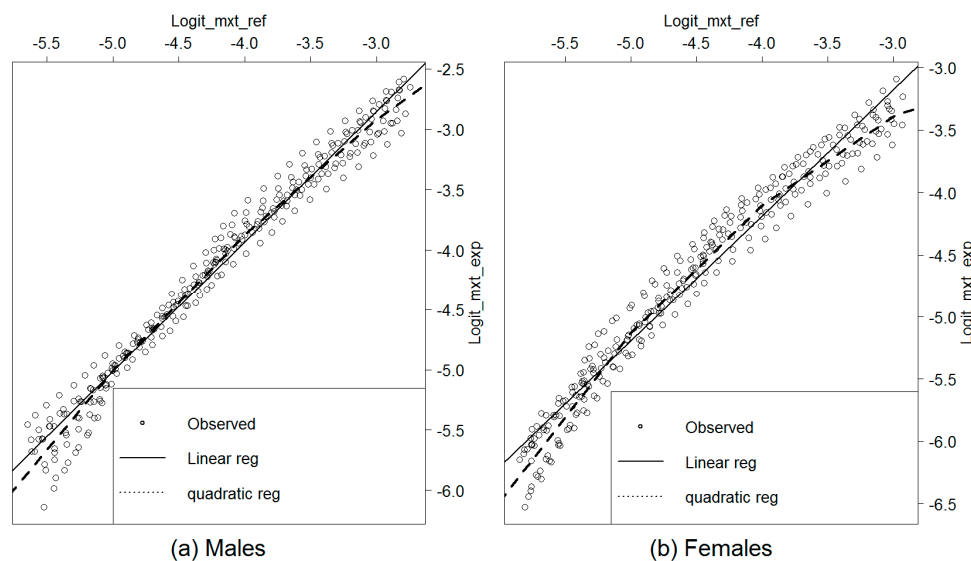 Logit_mxt_ref
-5.5 -5.0 -4.5 -4.0 -3.5 -3.0
-2.5
-3.0
-3.5
-4.0
-4.5
-5.0
-5.5
-6.0
Logit_mxt_exp
Observed
Linear reg
quadratic reg
(a) Males
Logit_mxt_ref
-5.5 -5.0 -4.5 -4.0 -3.5 -3.0
-3.0
-3.5
-4.0
-4.5
-5.0
-5.5
-6.0
-6.5
Logit_mxt_exp
Observed
Linear reg
quadratic reg
(b) Females